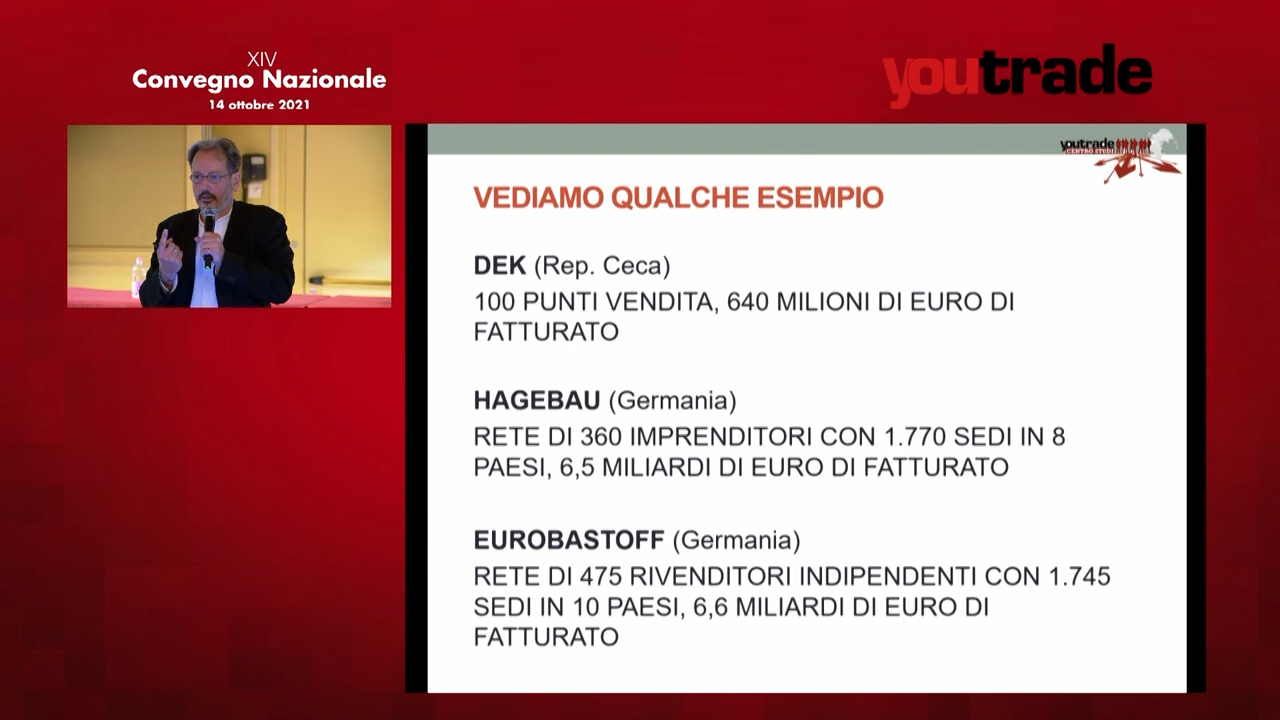 XIV
Convegno Nazionale
14 ottobre 2021
youtrade
youtrade
CENTRO STUDI
VEDIAMO QUALCHE ESEMPIO
DEK (Rep. Ceca)
100 PUNTI VENDITA, 640 MILIONI DI EURO DI
FATTURATO
HAGEBAU (Germania)
RETE DI 360 IMPRENDITORI CON 1.770 SEDI IN 8
PAESI, 6,5 MILIARDI DI EURO DI FATTURATO
EUROBASTOFF (Germania)
RETE DI 475 RIVENDITORI INDIPENDENTI CON 1.745
SEDI IN 10 PAESI, 6,6 MILIARDI DI EURO DI
FATTURATO